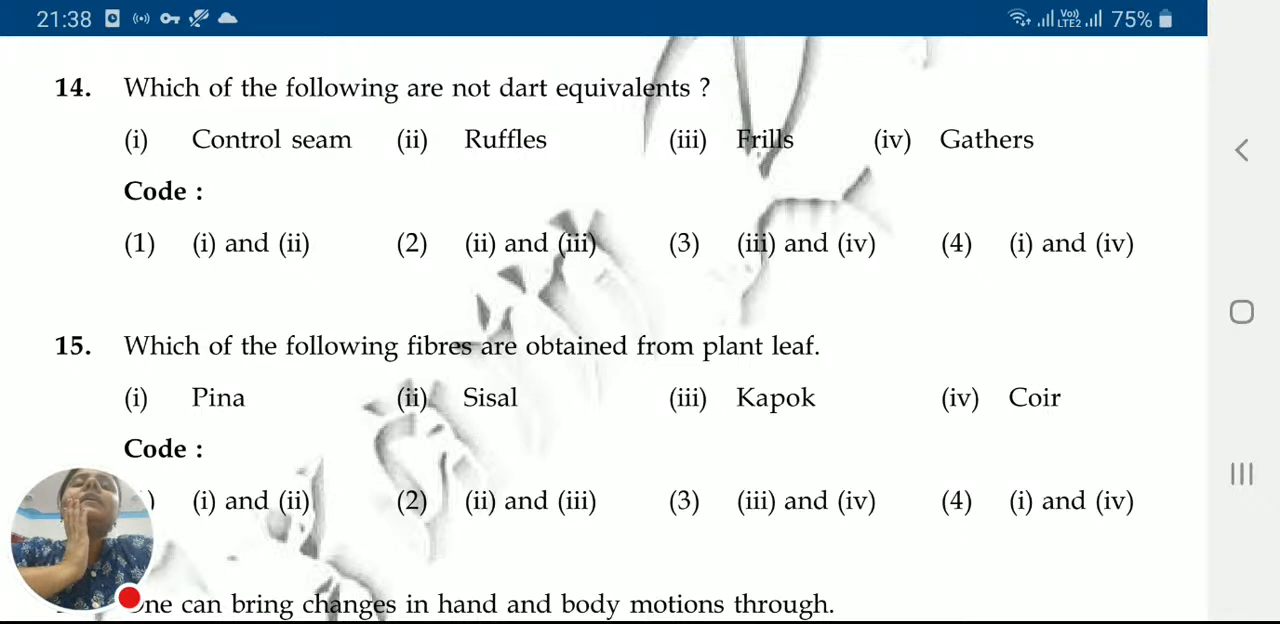 21:38 Vo)) LTE2 75%
14. Which of the following are not dart equivalents ?
(i) Control seam (ii) Ruffles (iii) Frills (iv) Gathers
Code :
(1) (i) and (ii) (2) (ii) and (iii) (3) (iii) and (iv) (4) (i) and (iv)
15. Which of the following fibres are obtained from plant leaf.
(i) Pina (ii) Sisal (iii) Kapok (iv) Coir
Code :
) (i) and (ii) (2) (ii) and (iii) (3) (iii) and (iv) (4) (i) and (iv)
ne can bring changes in hand and body motions through.